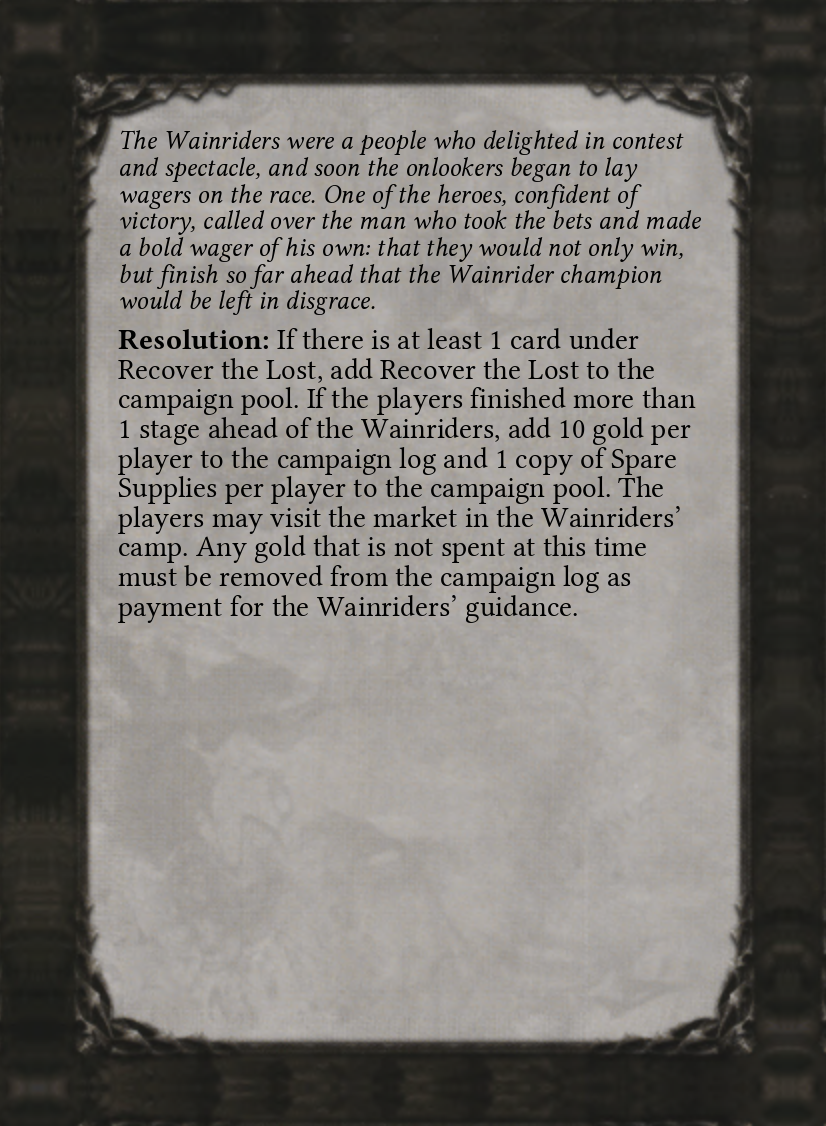 The Wainriders were a people who delighted in contest
and spectacle, and soon the onlookers began to lay
wagers on the race. One of the heroes, confident of
victory, called over the man who took the bets and made
a bold wager of his own: that they would not only win,
but finish so far ahead that the Wainrider champion
would be left in disgrace.
Resolution: If there is at least 1 card under
Recover the Lost, add Recover the Lost to the
campaign pool. If the players finished more than
1 stage ahead of the Wainriders, add 10 gold per
player to the campaign log and 1 copy of Spare
Supplies per player to the campaign pool. The
players may visit the market in the Wainriders’
camp. Any gold that is not spent at this time
must be removed from the campaign log as
payment for the Wainriders’ guidance.